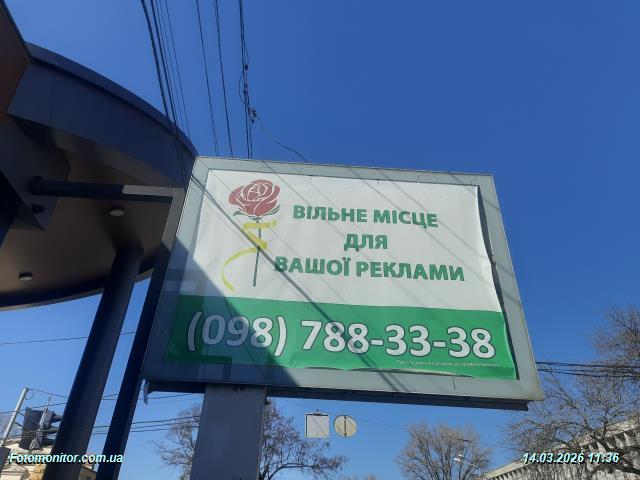 ВІЛЬНЕ МІСЦЕ
ДЛЯ
ВАШОЇ РЕКЛАМИ
(098) 788-33-38
Fotomonitor.com.ua
14.03.2026 11:36